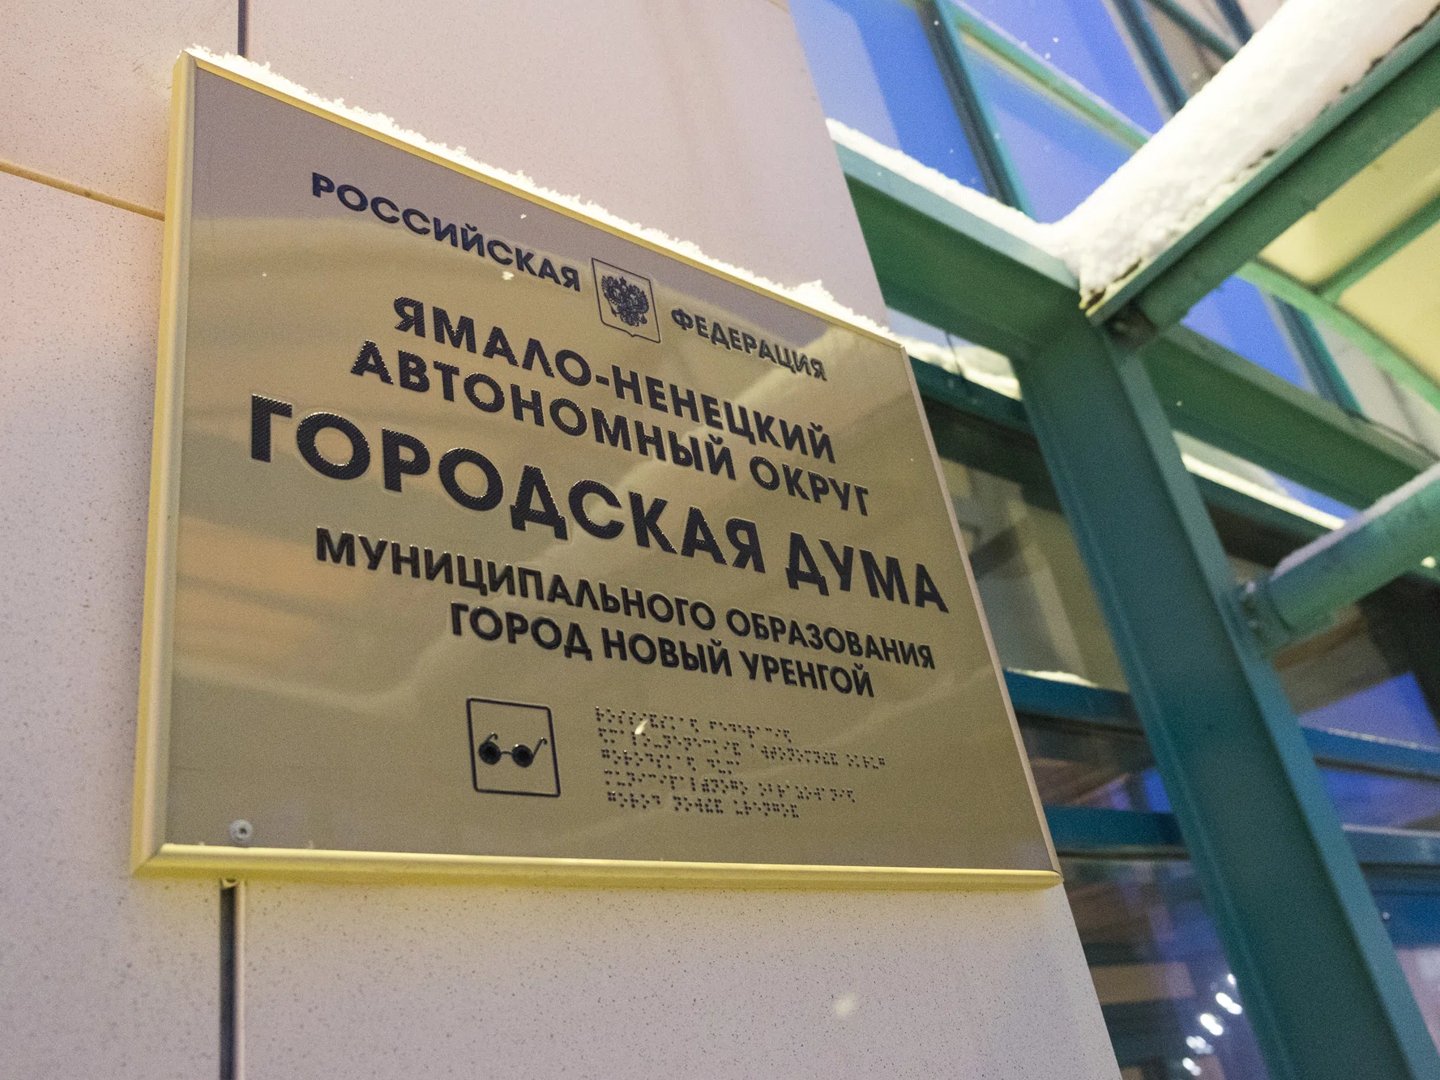 РОССИЙСКАЯ ФЕДЕРАЦИЯ
ЯМАЛО-НЕНЕЦКИЙ
АВТОНОМНЫЙ ОКРУГ
ГОРОДСКАЯ ДУМА
МУНИЦИПАЛЬНОГО ОБРАЗОВАНИЯ
ГОРОД НОВЫЙ УРЕНГОЙ